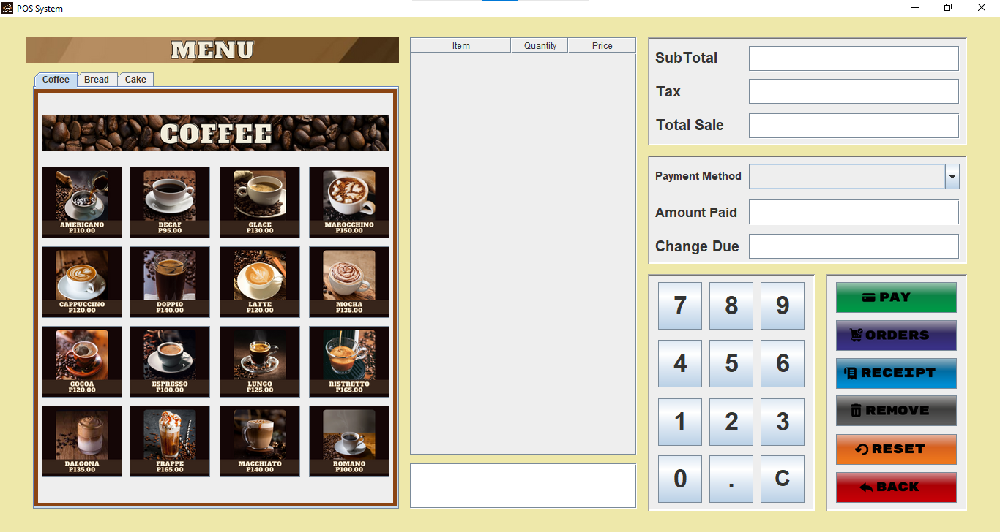 POS System
MENU
Coffee Bread Cake
COFFEE
AMERICANO
P110.00
DECAF
P95.00
GLACE
P130.00
MAROCCHINO
P150.00
CAPPUCCINO
P120.00
DOPPIO
P140.00
LATTE
P120.00
MOCHA
P135.00
COCOA
P120.00
ESPRESSO
P100.00
LUNGO
P125.00
RISTRETTO
P165.00
DALGONA
P135.00
FRAPPE
P165.00
MACCHIATO
P140.00
ROMANO
P100.00
Item Quantity Price
SubTotal
Tax
Total Sale
Payment Method
Amount Paid
Change Due
7 8 9
4 5 6
1 2 3
0 . C
PAY
ORDERS
RECEIPT
REMOVE
RESET
BACK